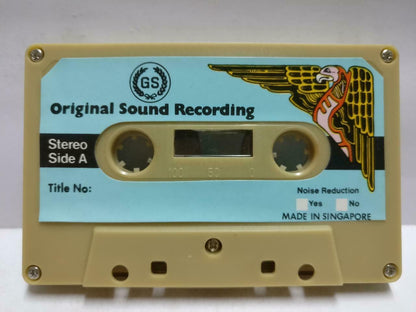 GS
Original Sound Recording
Stereo
Side A
100 50 0
Title No:
Noise Reduction
Yes No
MADE IN SINGAPORE